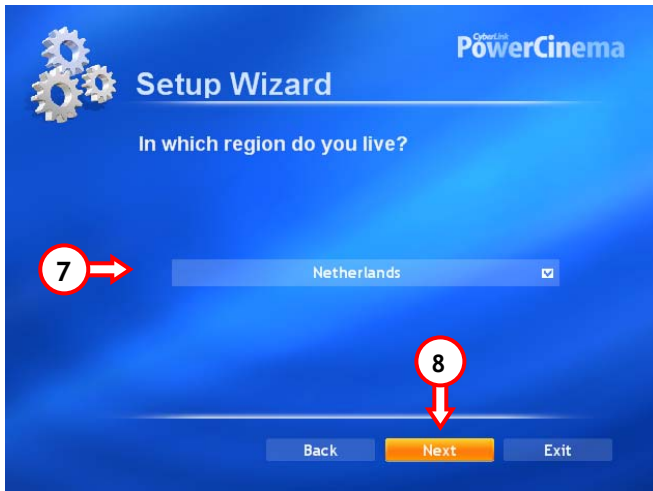 CyberLink
PowerCinema
Setup Wizard
In which region do you live?
7
Netherlands
8
Back
Next
Exit